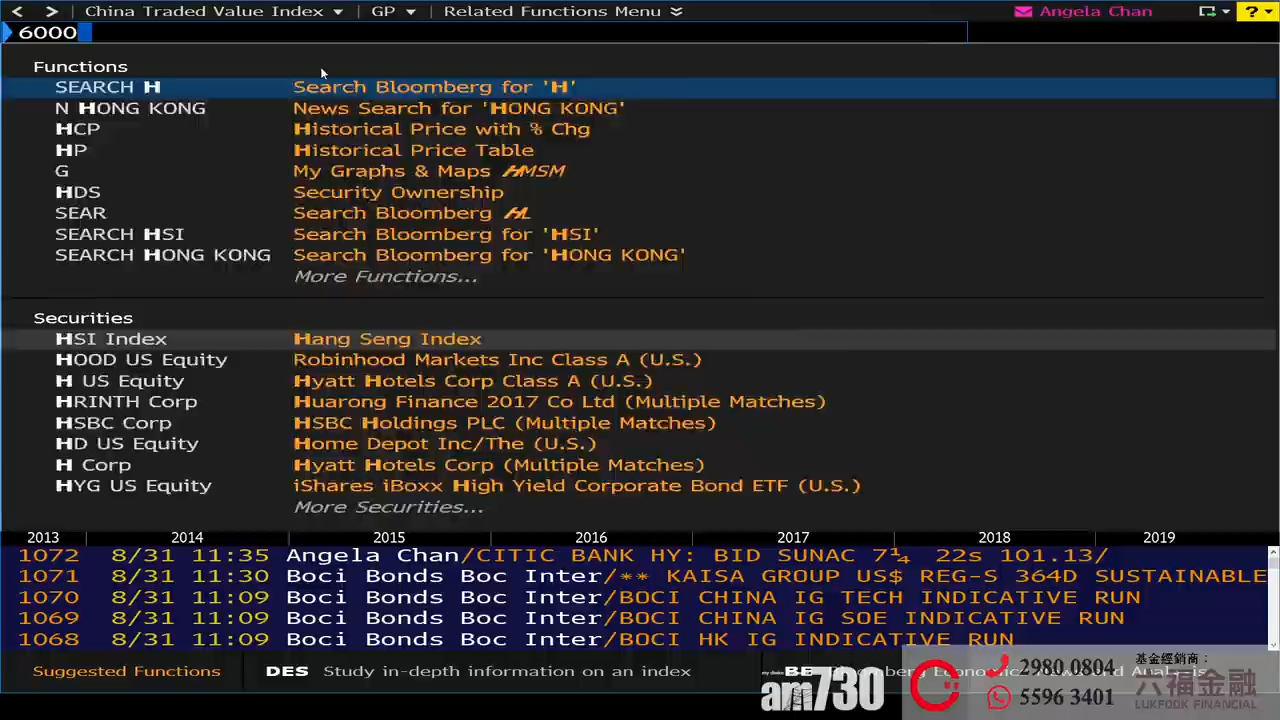 < > China Traded Value Index ▼ GP ▼ Related Functions Menu Angela Chan ?
6000
Functions
SEARCH H Search Bloomberg for 'H'
N HONG KONG News Search for 'HONG KONG'
HCP Historical Price with % Chg
HP Historical Price Table
G My Graphs & Maps HMSM
HDS Security Ownership
SEAR Search Bloomberg HL
SEARCH HSI Search Bloomberg for 'HSI'
SEARCH HONG KONG Search Bloomberg for 'HONG KONG'
More Functions...
Securities
HSI Index Hang Seng Index
HOOD US Equity Robinhood Markets Inc Class A (U.S.)
H US Equity Hyatt Hotels Corp Class A (U.S.)
HRINTH Corp Huarong Finance 2017 Co Ltd (Multiple Matches)
HSBC Corp HSBC Holdings PLC (Multiple Matches)
HD US Equity Home Depot Inc/The (U.S.)
H Corp Hyatt Hotels Corp (Multiple Matches)
HYG US Equity iShares iBoxx High Yield Corporate Bond ETF (U.S.)
More Securities...
2013 2014 2015 2016 2017 2018 2019
1072 8/31 11:35 Angela Chan/CITIC BANK HY: BID SUNAC 7¼ 22s 101.13/
1071 8/31 11:30 Boci Bonds Boc Inter/** KAISA GROUP US$ REG-S 364D SUSTAINABLE
1070 8/31 11:09 Boci Bonds Boc Inter/BOCI CHINA IG TECH INDICATIVE RUN
1069 8/31 11:09 Boci Bonds Boc Inter/BOCI CHINA IG SOE INDICATIVE RUN
1068 8/31 11:09 Boci Bonds Boc Inter/BOCI HK IG INDICATIVE RUN
Suggested Functions DES Study in-depth information on an index
am730
2980 0804
5596 3401
基金經銷商：
六福金融
LUKFOOK FINANCIAL